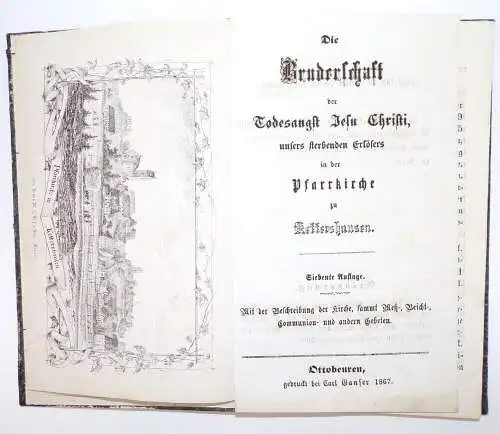 Die
Bruderschaft
der
Todesangst Jesu Christi,
unsers sterbenden Erlösers
in der
Pfarrkirche
zu
Kettershausen.
Siebente Auflage.
Mit der Beschreibung der Kirche, sammt Meß-, Beicht-,
Communion- und andern Gebeten.
Ottobeuren,
gedruckt bei Carl Ganser 1867.